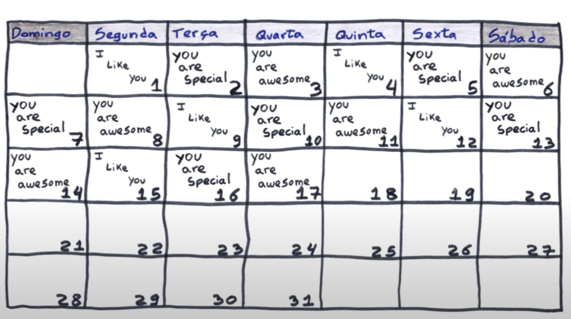 Domingo Segunda Terça Quarta Quinta Sexta Sábado
I
Like
You 1
You
are
Special 2
you
are
awesome 3
I
Like
You 4
You
are
Special 5
you
are
awesome 6
You
are
Special 7
you
are
awesome 8
I
Like
You 9
You
are
Special 10
you
are
awesome 11
I
Like
You 12
You
are
Special 13
you
are
awesome 14
I
Like
You 15
You
are
Special 16
you
are
awesome 17
18 19 20
21 22 23 24 25 26 27
28 29 30 31